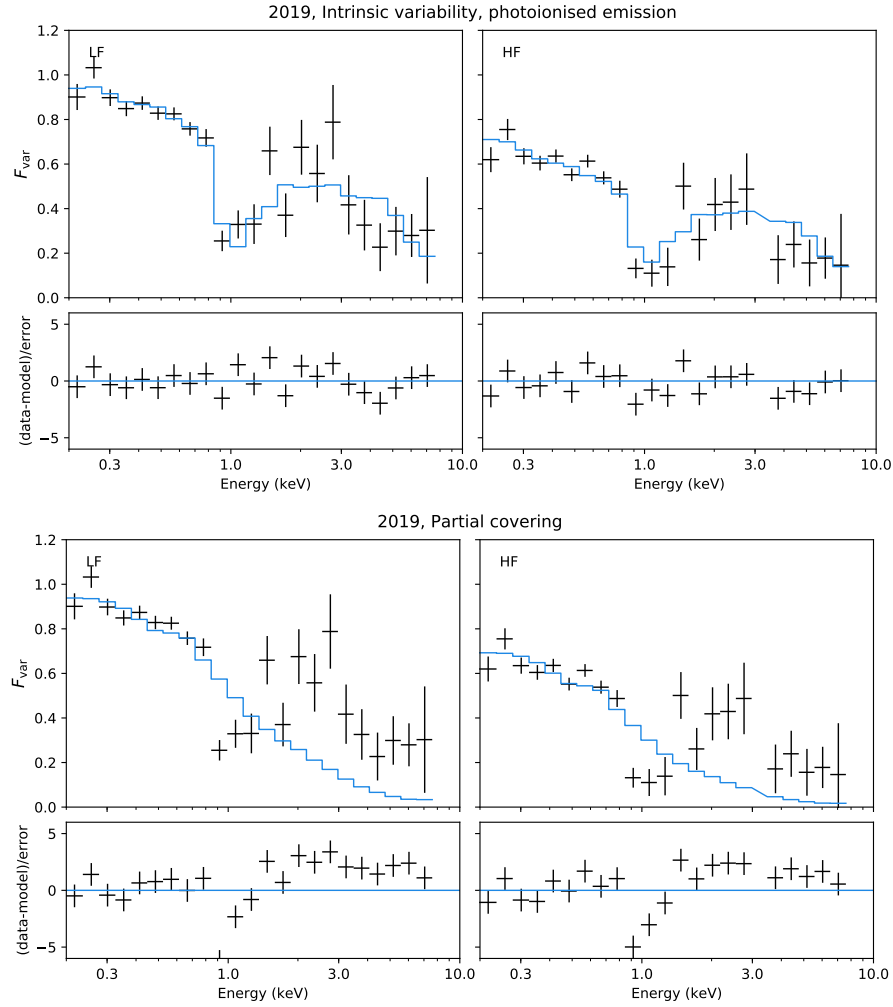 2019, Intrinsic variability, photoionised emission
LF
HF
1.2
1.0
0.8
0.6
0.4
0.2
0.0
F_var
5
0
−5
(data-model)/error
0.3 1.0 3.0 10.0
0.3 1.0 3.0 10.0
Energy (keV)
Energy (keV)
2019, Partial covering
LF
HF
1.2
1.0
0.8
0.6
0.4
0.2
0.0
F_var
5
0
−5
(data-model)/error
0.3 1.0 3.0 10.0
0.3 1.0 3.0 10.0
Energy (keV)
Energy (keV)